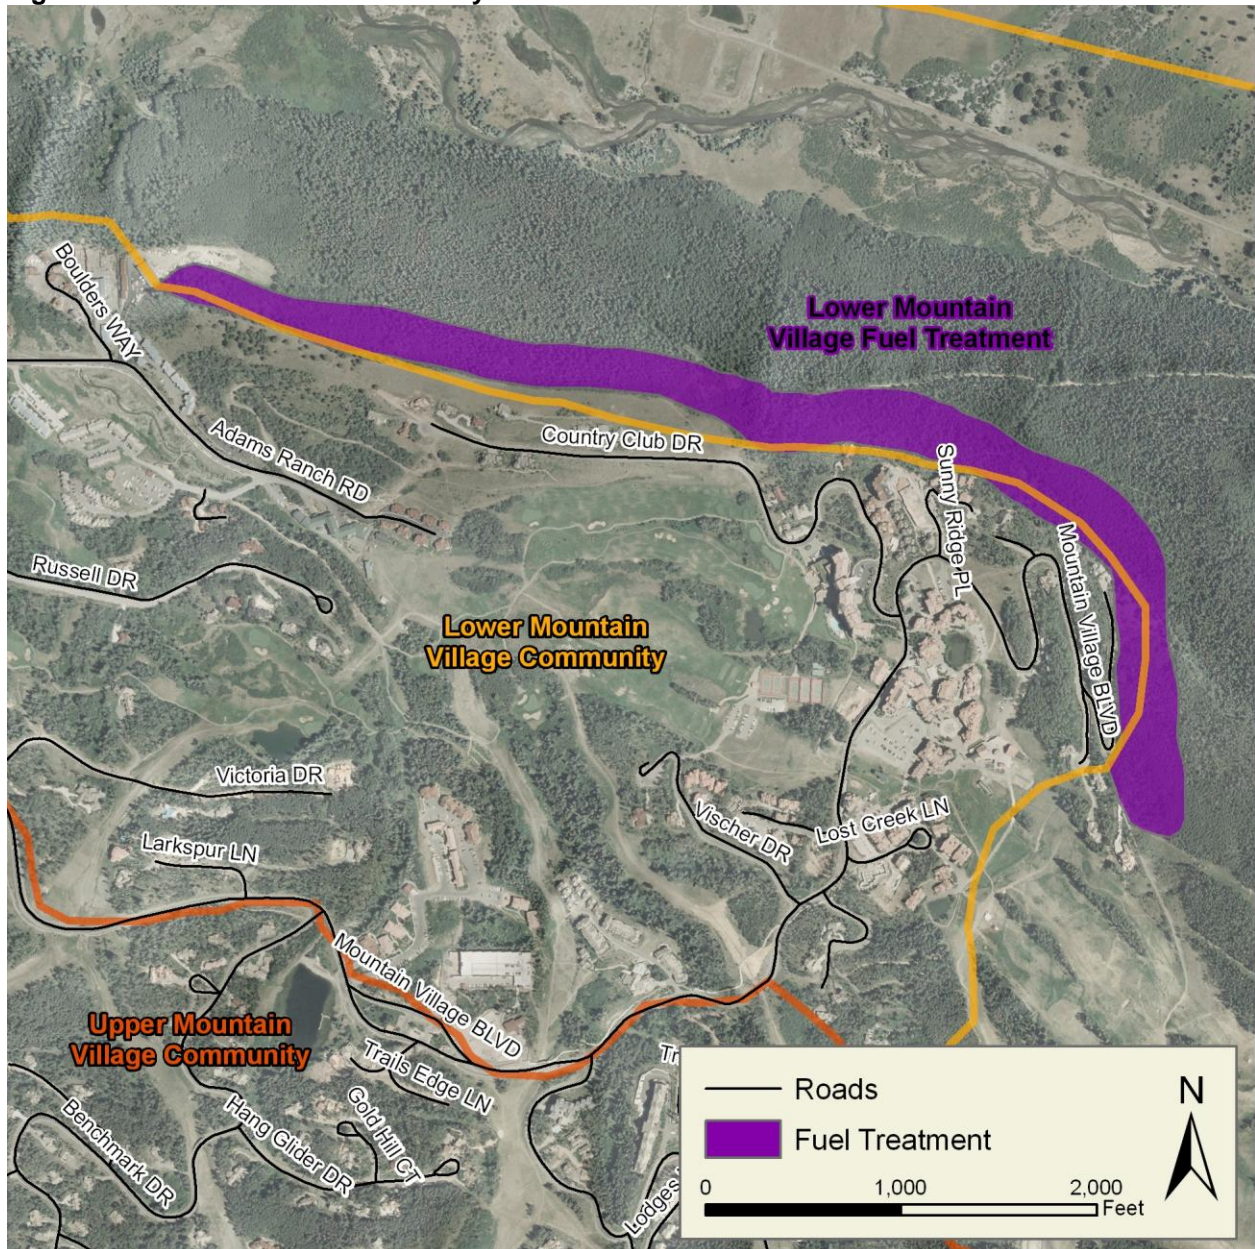 Boulders WAY
Lower Mountain
Village Fuel Treatment
Adams Ranch RD
Country Club DR
Sunny Ridge PL
Mountain Village BLVD
Russell DR
Lower Mountain
Village Community
Victoria DR
Larkspur LN
Vischer DR
Lost Creek LN
Mountain Village BLVD
Upper Mountain
Village Community
Trails Edge LN
Gold Hill CT
Hang Glider DR
Benchmark DR
Lodges
Roads
Fuel Treatment
N
0
1,000
2,000
Feet